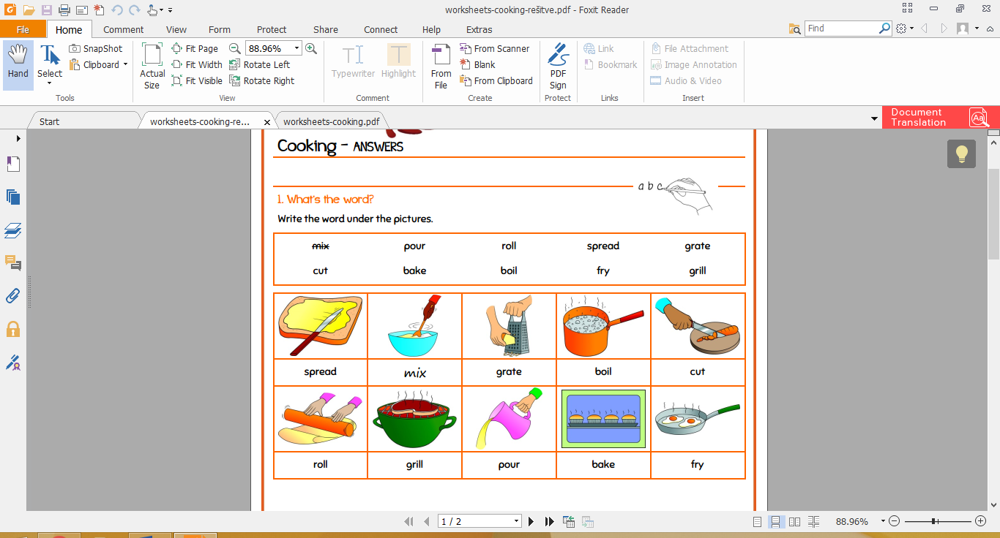 worksheets-cooking-rešitve.pdf - Foxit Reader
File Home Comment View Form Protect Share Connect Help Extras Find
Hand
Select
SnapShot
Clipboard
Tools
Actual Size
Fit Page
Fit Width
Fit Visible
88.96%
Rotate Left
Rotate Right
View
Typewriter
Highlight
Comment
From File
From Scanner
Blank
From Clipboard
Create
PDF Sign
Protect
Link
Bookmark
Links
File Attachment
Image Annotation
Audio & Video
Insert
Start worksheets-cooking-re... worksheets-cooking.pdf
Document
Translation
Aa
Cooking - ANSWERS
a b c
1. What's the word?
Write the word under the pictures.
mix pour roll spread grate
cut bake boil fry grill
spread mix grate boil cut
roll grill pour bake fry
1 / 2 88.96%